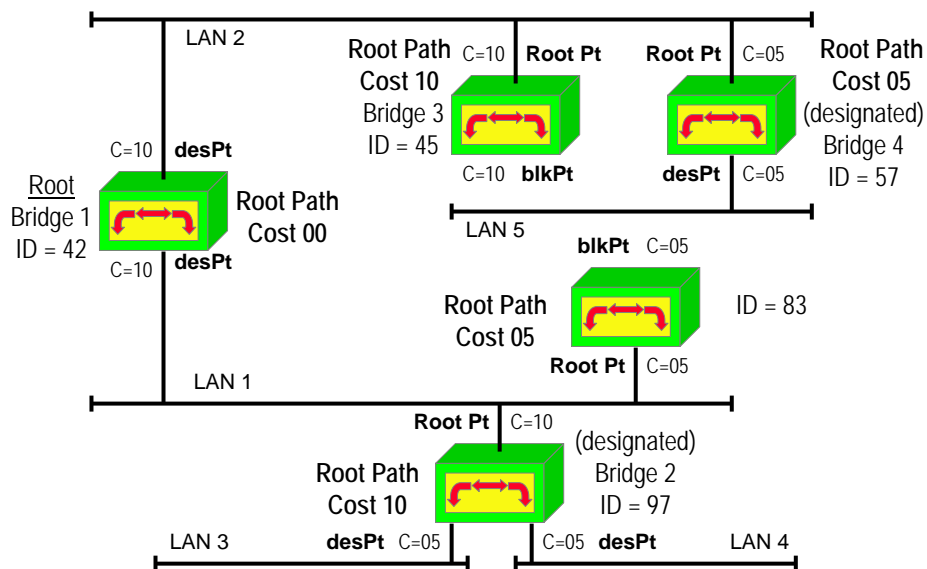 LAN 2
Root Path
Cost 10
Bridge 3
ID = 45
C=10 Root Pt
C=10 blkPt
Root Pt C=05
desPt C=05
Root Path
Cost 05
(designated)
Bridge 4
ID = 57
LAN 5
C=10 desPt
Root
Bridge 1
ID = 42
Root Path
Cost 00
C=10 desPt
blkPt C=05
Root Path
Cost 05
ID = 83
Root Pt C=05
LAN 1
Root Pt C=10
Root Path
Cost 10
(designated)
Bridge 2
ID = 97
LAN 3
desPt C=05
C=05 desPt
LAN 4